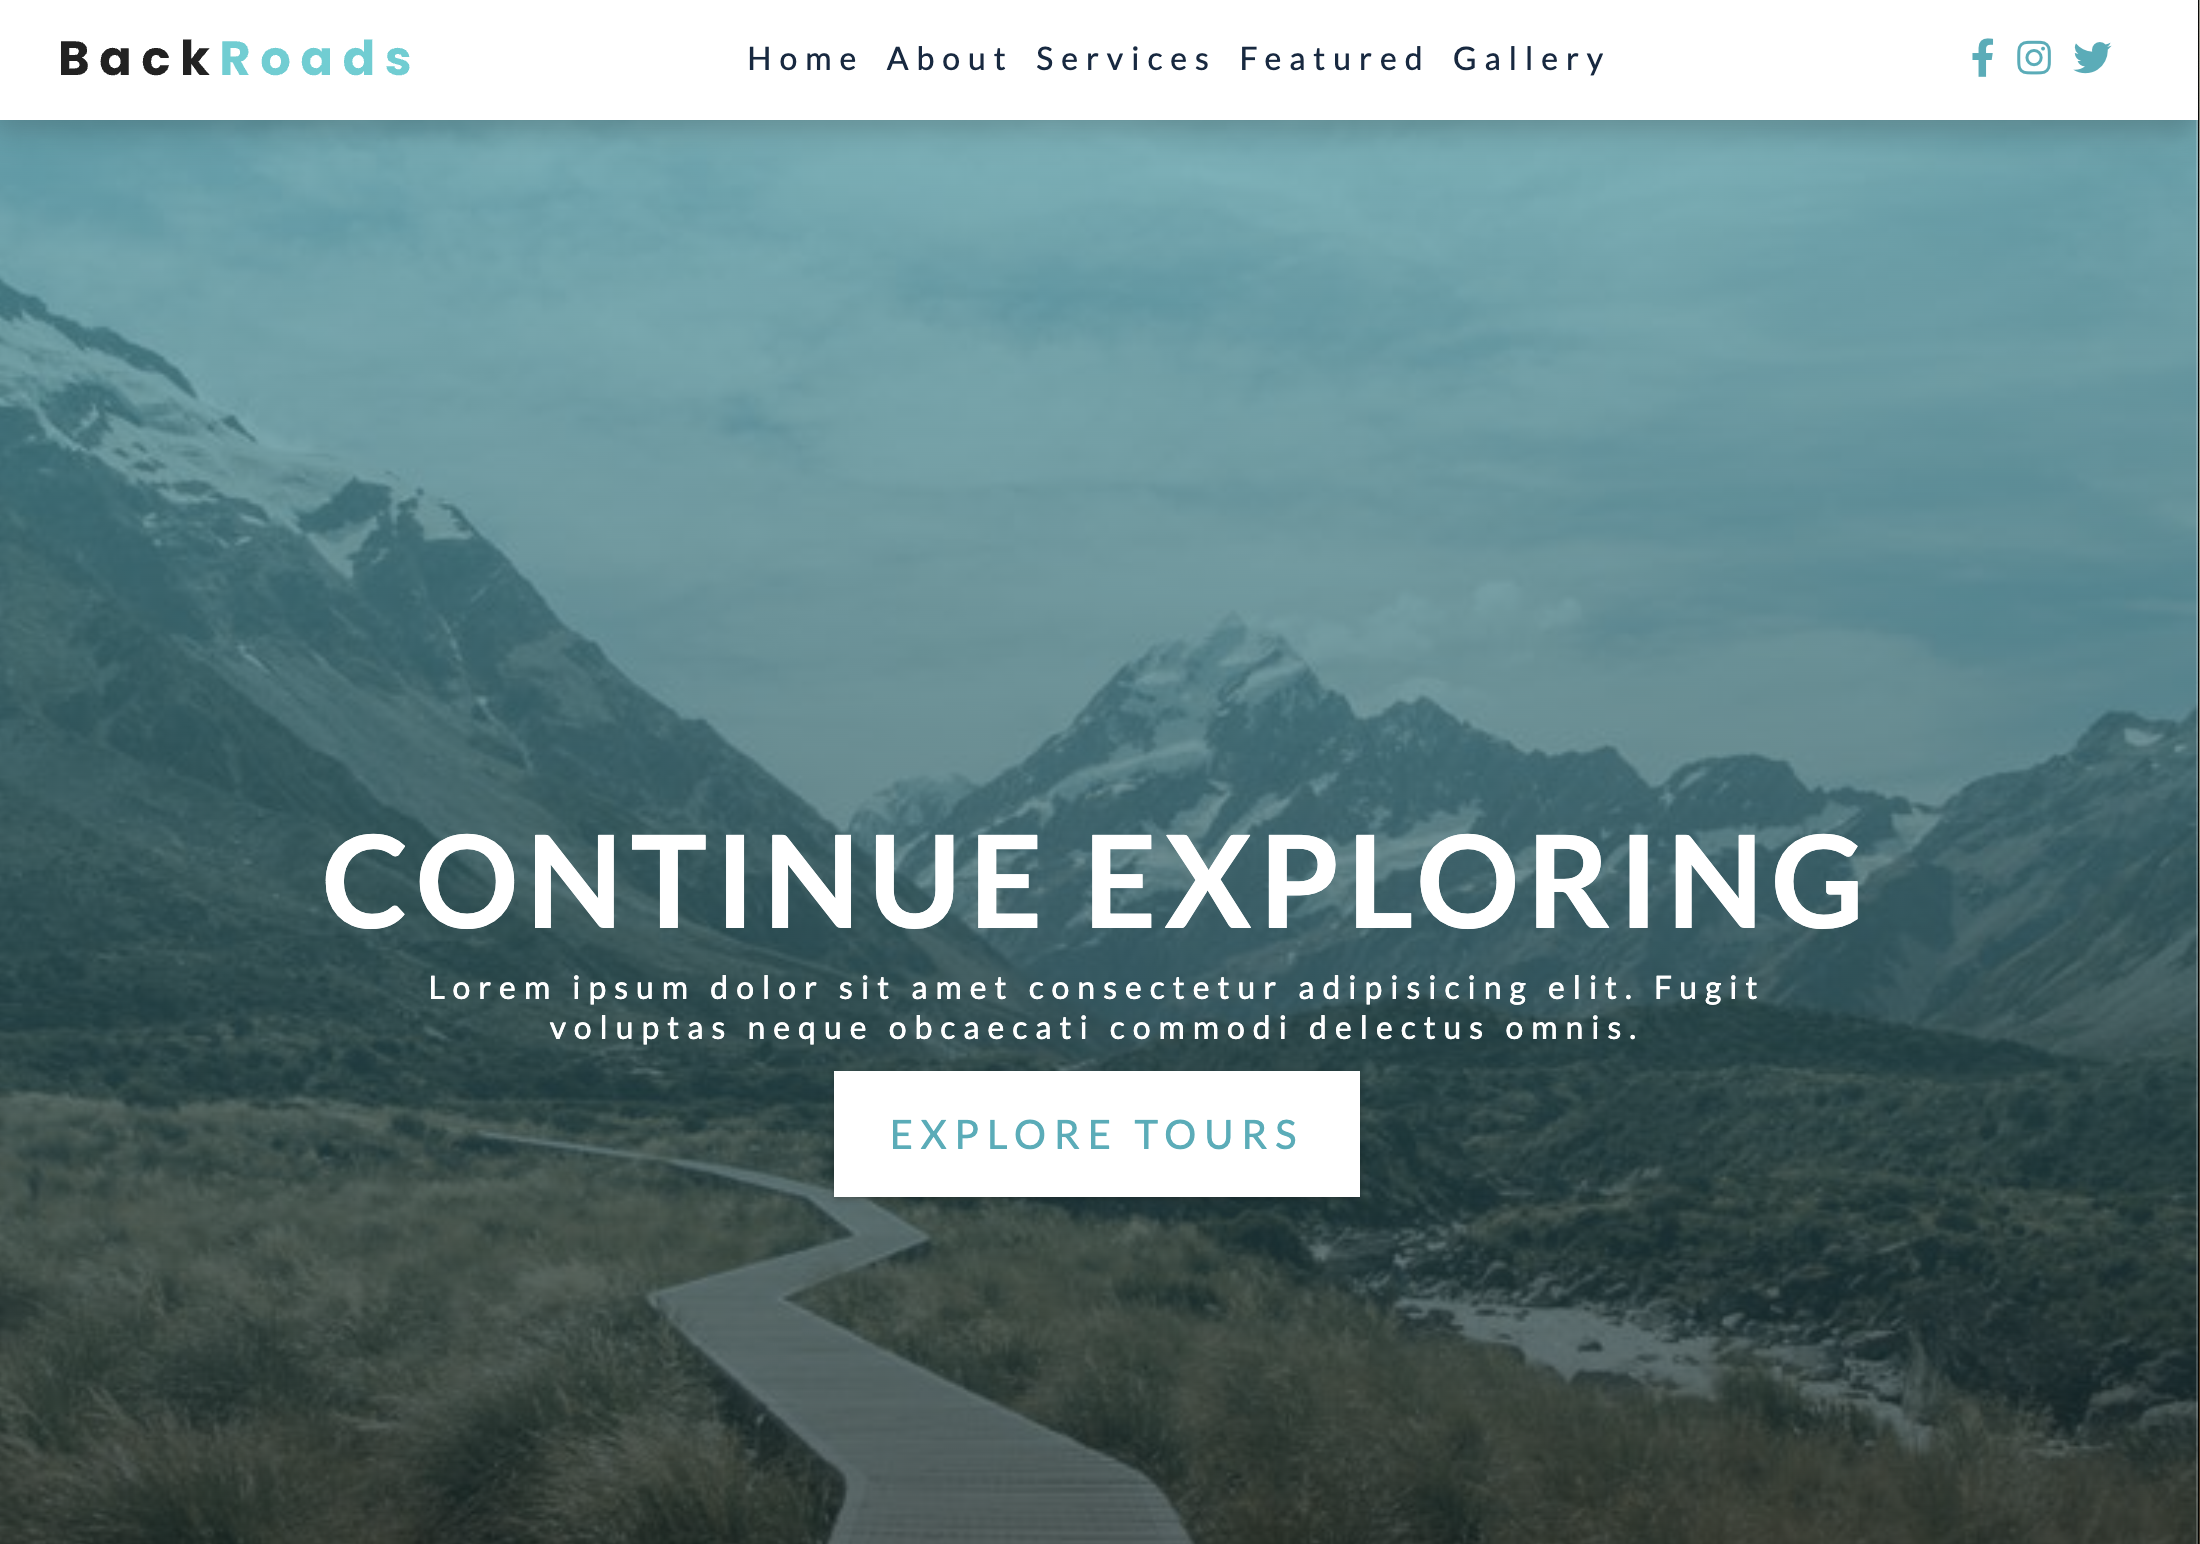 BackRoads
Home About Services Featured Gallery
CONTINUE EXPLORING
Lorem ipsum dolor sit amet consectetur adipisicing elit. Fugit
voluptas neque obcaecati commodi delectus omnis.
EXPLORE TOURS